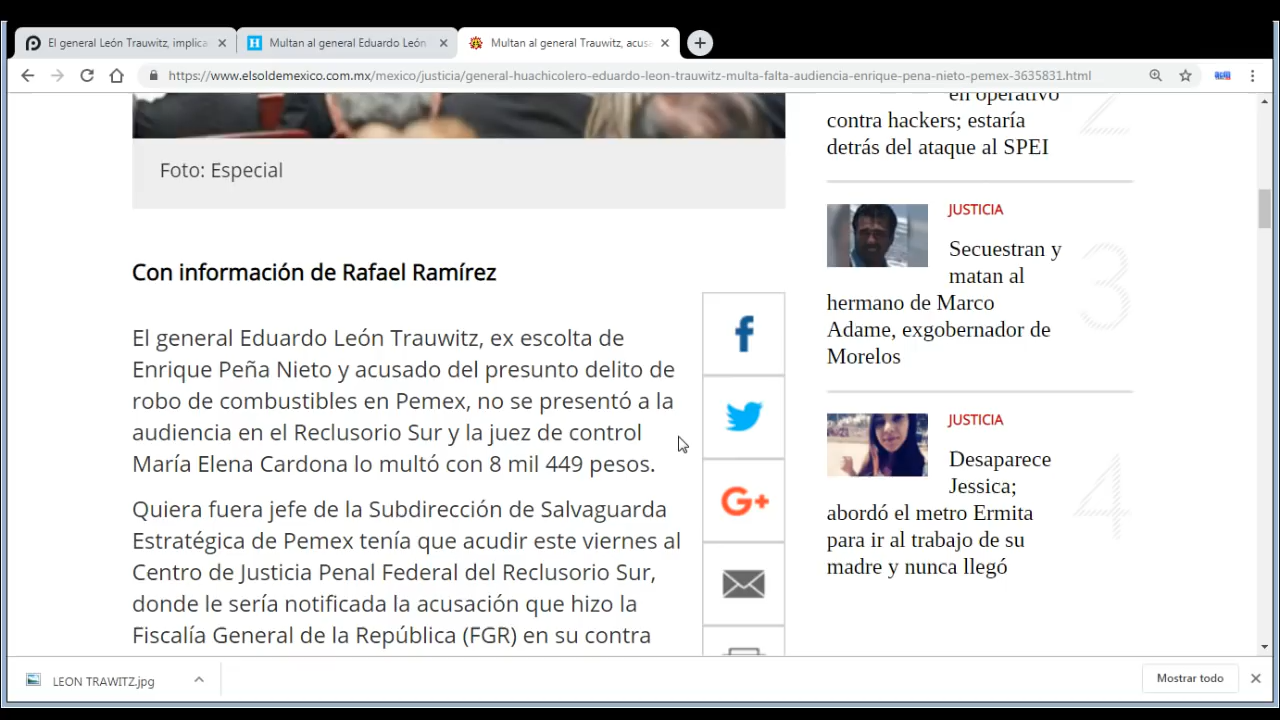 El general León Trauwitz, implica
Multan al general Eduardo León
Multan al general Trauwitz, acus
https://www.elsoldemexico.com.mx/mexico/justicia/general-huachicolero-eduardo-leon-trauwitz-multa-falta-audiencia-enrique-pena-nieto-pemex-3635831.html
Foto: Especial
Con información de Rafael Ramírez
El general Eduardo León Trauwitz, ex escolta de
Enrique Peña Nieto y acusado del presunto delito de
robo de combustibles en Pemex, no se presentó a la
audiencia en el Reclusorio Sur y la juez de control
María Elena Cardona lo multó con 8 mil 449 pesos.
Quiera fuera jefe de la Subdirección de Salvaguarda
Estratégica de Pemex tenía que acudir este viernes al
Centro de Justicia Penal Federal del Reclusorio Sur,
donde le sería notificada la acusación que hizo la
Fiscalía General de la República (FGR) en su contra
f
G+
en operativo
contra hackers; estaría
detrás del ataque al SPEI
2
JUSTICIA
Secuestran y
matan al
hermano de Marco
Adame, exgobernador de
Morelos
3
JUSTICIA
Desaparece
Jessica;
abordó el metro Ermita
para ir al trabajo de su
madre y nunca llegó
4
LEON TRAWITZ.jpg
Mostrar todo